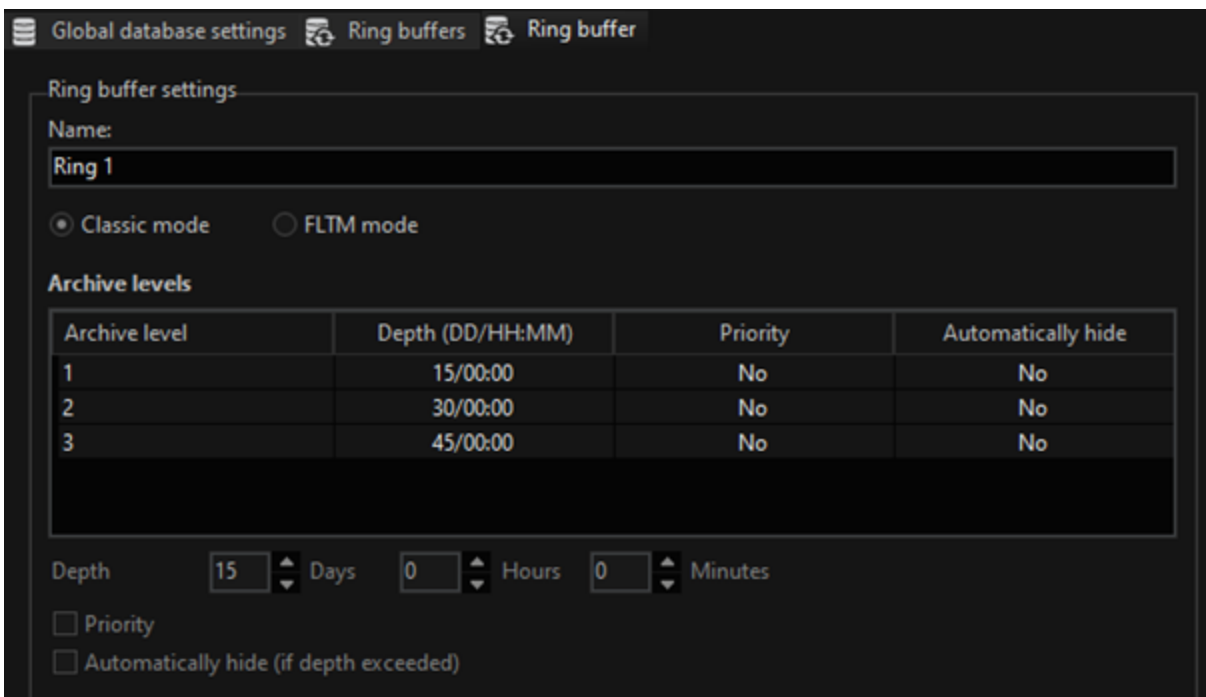 Global database settings Ring buffers Ring buffer
Ring buffer settings
Name:
Ring 1
Classic mode FLTM mode
Archive levels
Archive level Depth (DD/HH:MM) Priority Automatically hide
1 15/00:00 No No
2 30/00:00 No No
3 45/00:00 No No
Depth 15 Days 0 Hours 0 Minutes
Priority
Automatically hide (if depth exceeded)